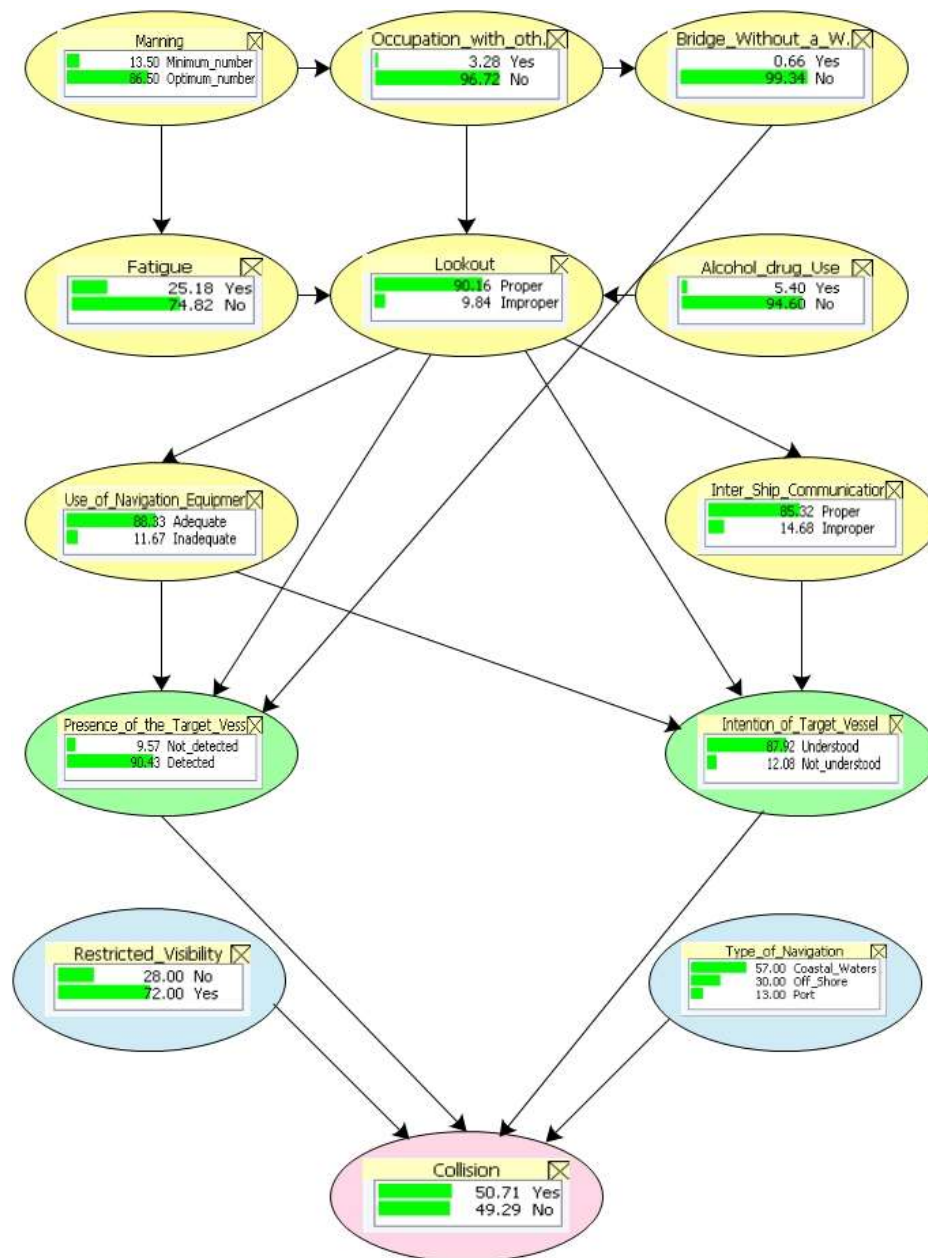 Manning
13.50 Minimum_number
86.50 Optimum_number
Occupation_with_oth.
3.28 Yes
96.72 No
Bridge_Without_a_W.
0.66 Yes
99.34 No
Fatigue
25.18 Yes
74.82 No
Lookout
90.16 Proper
9.84 Improper
Alcohol_drug_Use
5.40 Yes
94.60 No
Use_of_Navigation_Equipmen
88.33 Adequate
11.67 Inadequate
Inter_Ship_Communication
85.32 Proper
14.68 Improper
Presence_of_the_Target_Vess
9.57 Not_detected
90.43 Detected
Intention_of_Target_Vessel
87.92 Understood
12.08 Not_understood
Restricted_Visibility
28.00 No
72.00 Yes
Type_of_Navigation
57.00 Coastal_Waters
30.00 Off_Shore
13.00 Port
Collision
50.71 Yes
49.29 No